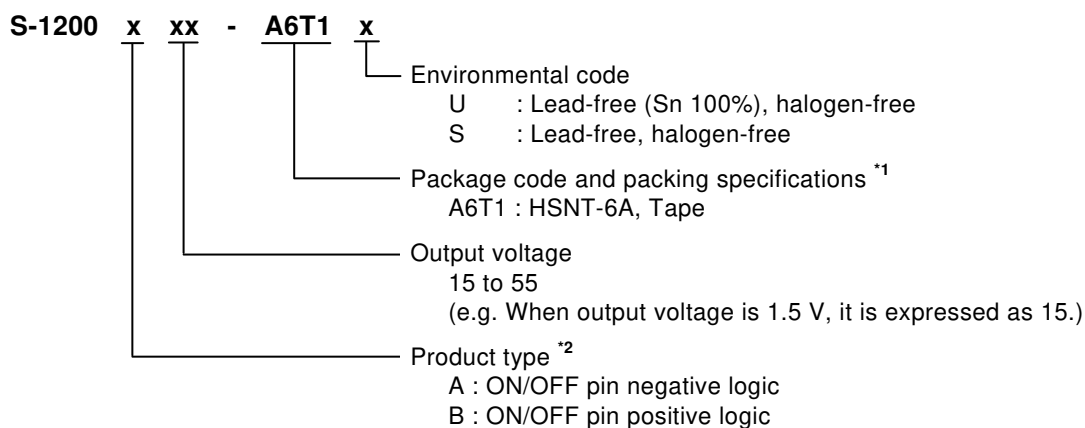 S-1200 x xx - A6T1 x
Environmental code
U : Lead-free (Sn 100%), halogen-free
S : Lead-free, halogen-free
Package code and packing specifications *1
A6T1 : HSNT-6A, Tape
Output voltage
15 to 55
(e.g. When output voltage is 1.5 V, it is expressed as 15.)
Product type *2
A : ON/OFF pin negative logic
B : ON/OFF pin positive logic